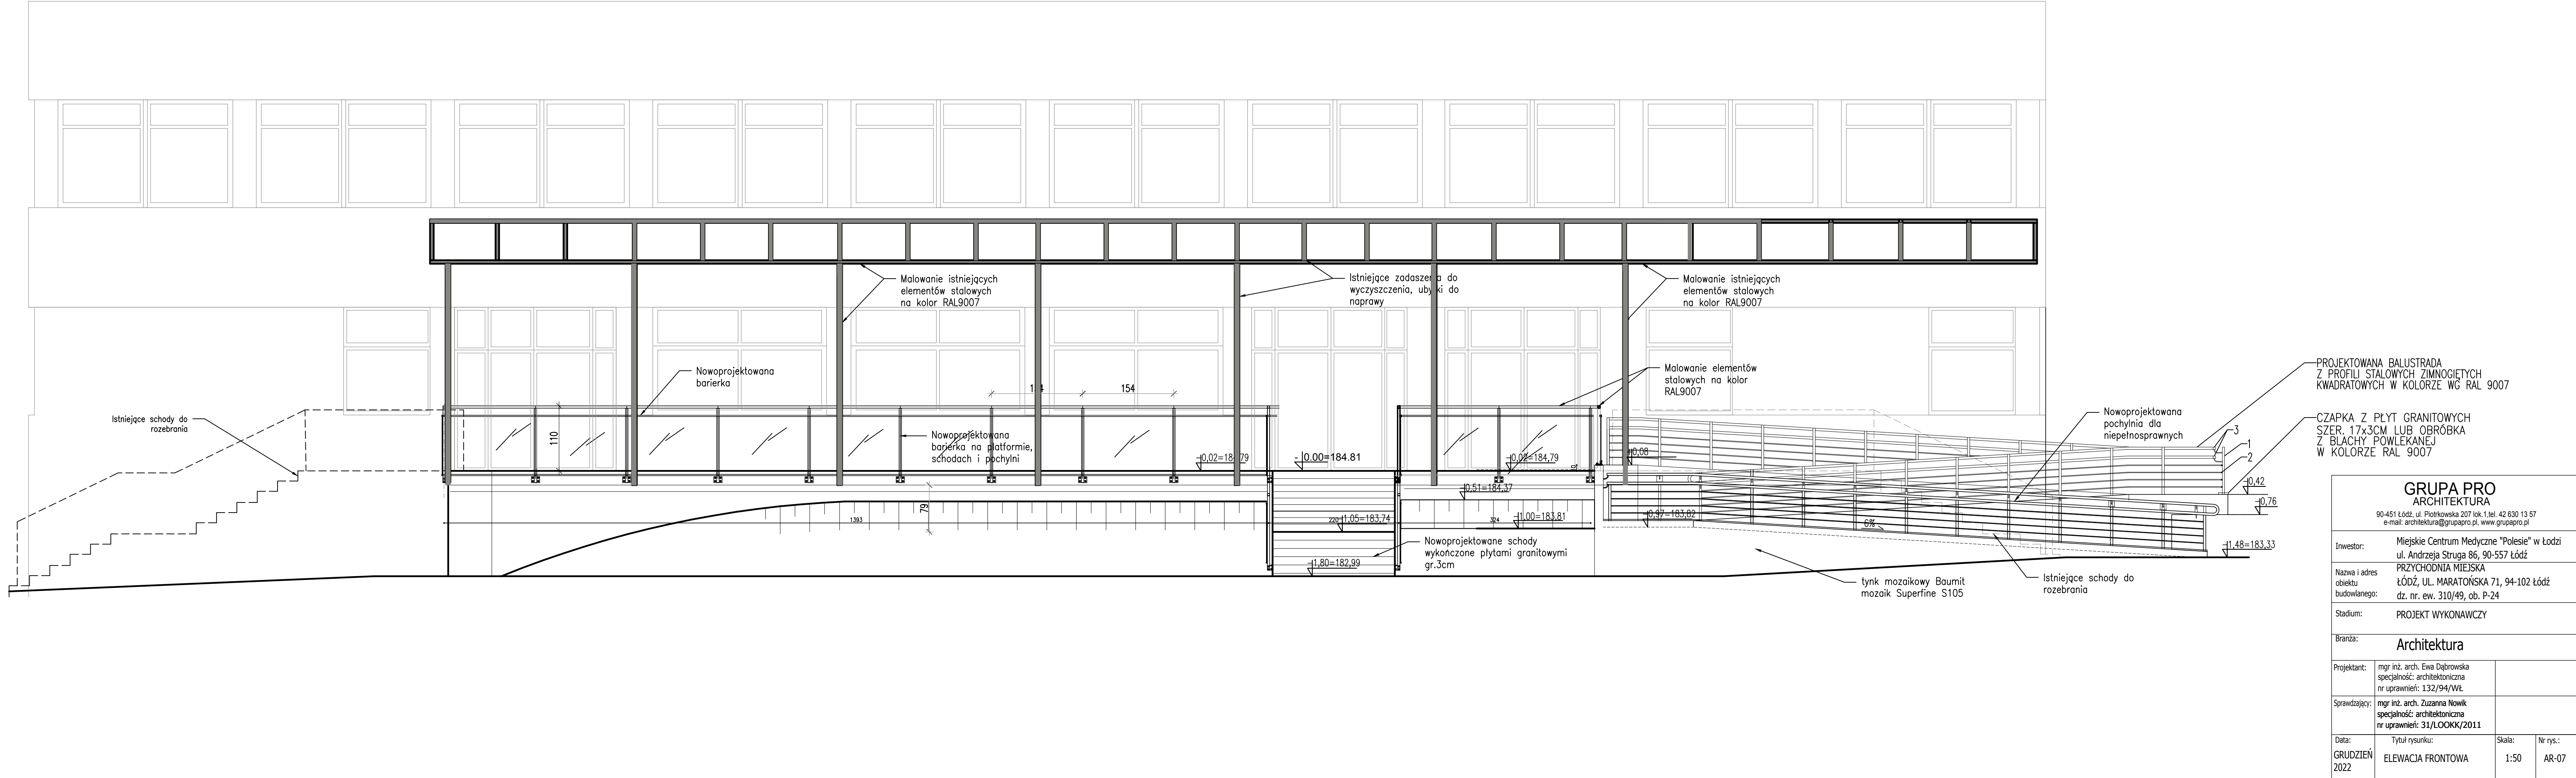 Malowanie istniejących
elementów stalowych
na kolor RAL9007
Istniejące zadaszenia do
wyczyszczenia, ubytki do
naprawy
Malowanie istniejących
elementów stalowych
na kolor RAL9007
Nowoprojektowana
barierka
154
Malowanie elementów
stalowych na kolor
RAL9007
PROJEKTOWANA BALUSTRADA
Z PROFILI STALOWYCH ZIMNOGIĘTYCH
KWADRATOWYCH W KOLORZE WG RAL 9007
Istniejące schody do
rozebrania
Nowoprojektowana
pochylnia dla
niepełnosprawnych
CZAPKA Z PŁYT GRANITOWYCH
SZER. 17x3CM LUB OBRÓBKA
Z BLACHY POWLEKANEJ
W KOLORZE RAL 9007
3
1
2
110
Nowoprojektowana
barierka na platformie,
schodach i pochylni
-0,02=184,79
- 0.00=184.81
-0,02=184,79
-0,08
-0,51=184,37
-0,42
-0,76
79
1393
220
-1,05=183,74
324
-1,00=183,81
-0,97=183,82
6%
-1,48=183,33
Nowoprojektowane schody
wykończone płytami granitowymi
gr.3cm
-1,80=182,99
tynk mozaikowy Baumit
mozaik Superfine S105
Istniejące schody do
rozebrania
GRUPA PRO
ARCHITEKTURA
90-451 Łódź, ul. Piotrkowska 207 lok.1,tel. 42 630 13 57
e-mail: architektura@grupapro.pl, www.grupapro.pl
Inwestor: Miejskie Centrum Medyczne "Polesie" w Łodzi
ul. Andrzeja Struga 86, 90-557 Łódź
Nazwa i adres obiektu budowlanego: PRZYCHODNIA MIEJSKA
ŁÓDŹ, UL. MARATOŃSKA 71, 94-102 Łódź
dz. nr. ew. 310/49, ob. P-24
Stadium: PROJEKT WYKONAWCZY
Branża: Architektura
Projektant: mgr inż. arch. Ewa Dąbrowska
specjalność: architektoniczna
nr uprawnień: 132/94/WŁ
Sprawdzający: mgr inż. arch. Zuzanna Nowik
specjalność: architektoniczna
nr uprawnień: 31/LOOKK/2011
Data: Tytuł rysunku: Skala: Nr rys.:
GRUDZIEŃ 2022 ELEWACJA FRONTOWA 1:50 AR-07